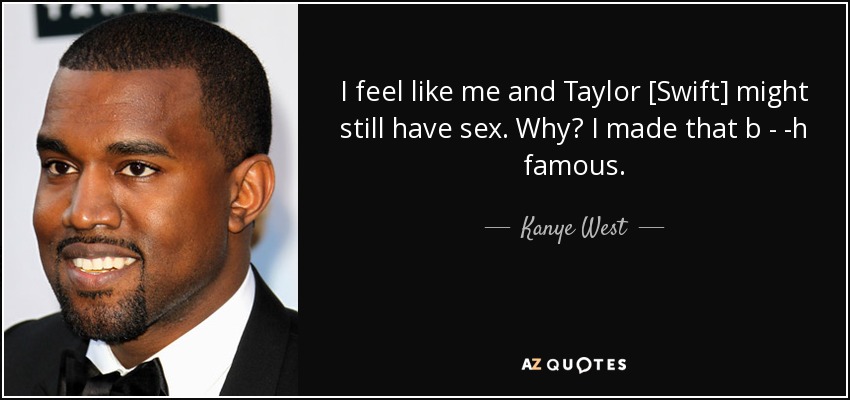 I feel like me and Taylor [Swift] might
still have sex. Why? I made that b - -h
famous.
— Kanye West —
AZ QUOTES